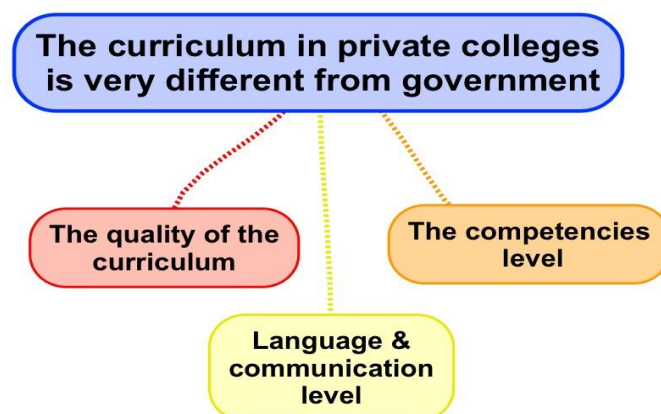 The curriculum in private colleges
is very different from government
The quality of the
curriculum
The competencies
level
Language &
communication
level